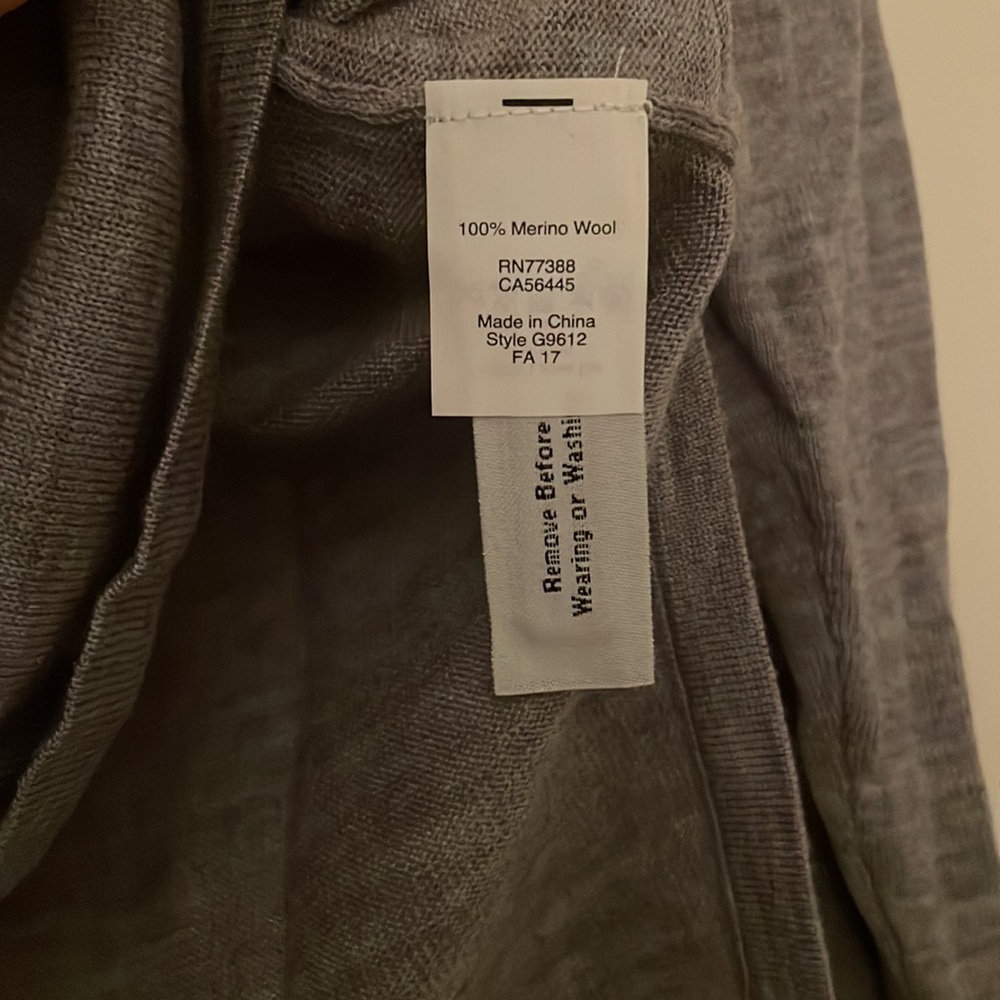 100% Merino Wool
RN77388
CA56445
Made in China
Style G9612
FA 17
Remove Before
Wearing or Washi